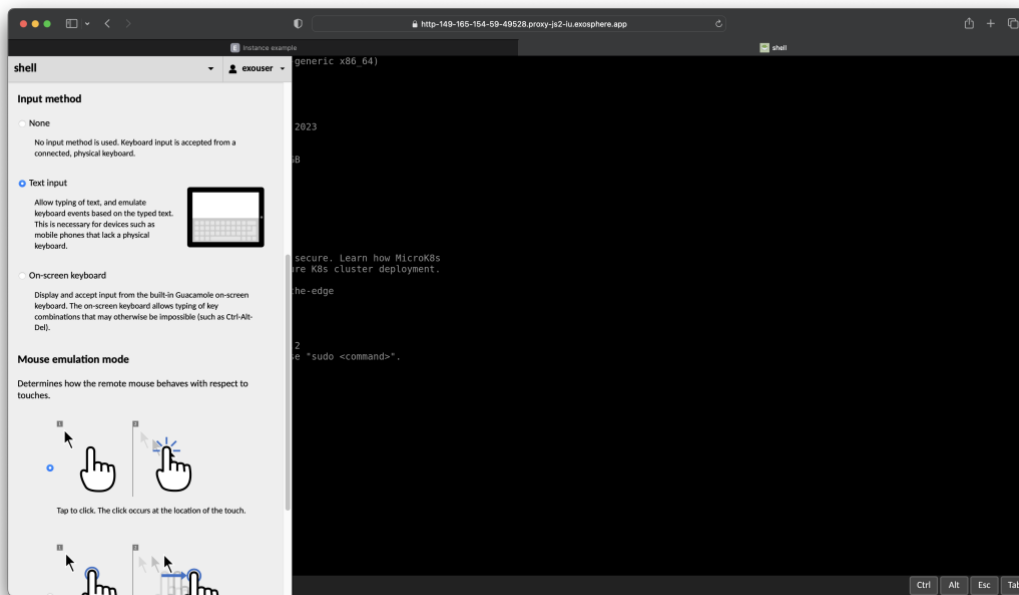 http-149-165-154-59-49528.proxy-js2-iu.exosphere.app
Instance example
shell
shell
exouser
Input method
None
No input method is used. Keyboard input is accepted from a
connected, physical keyboard.
Text input
Allow typing of text, and emulate
keyboard events based on the typed text.
This is necessary for devices such as
mobile phones that lack a physical
keyboard.
On-screen keyboard
Display and accept input from the built-in Guacamole on-screen
keyboard. The on-screen keyboard allows typing of key
combinations that may otherwise be impossible (such as Ctrl-Alt-
Del).
Mouse emulation mode
Determines how the remote mouse behaves with respect to
touches.
Tap to click. The click occurs at the location of the touch.
generic x86_64)
2023
secure. Learn how MicroK8s
K8s cluster deployment.
-edge
2
"sudo <command>".
Ctrl
Alt
Esc
Tab